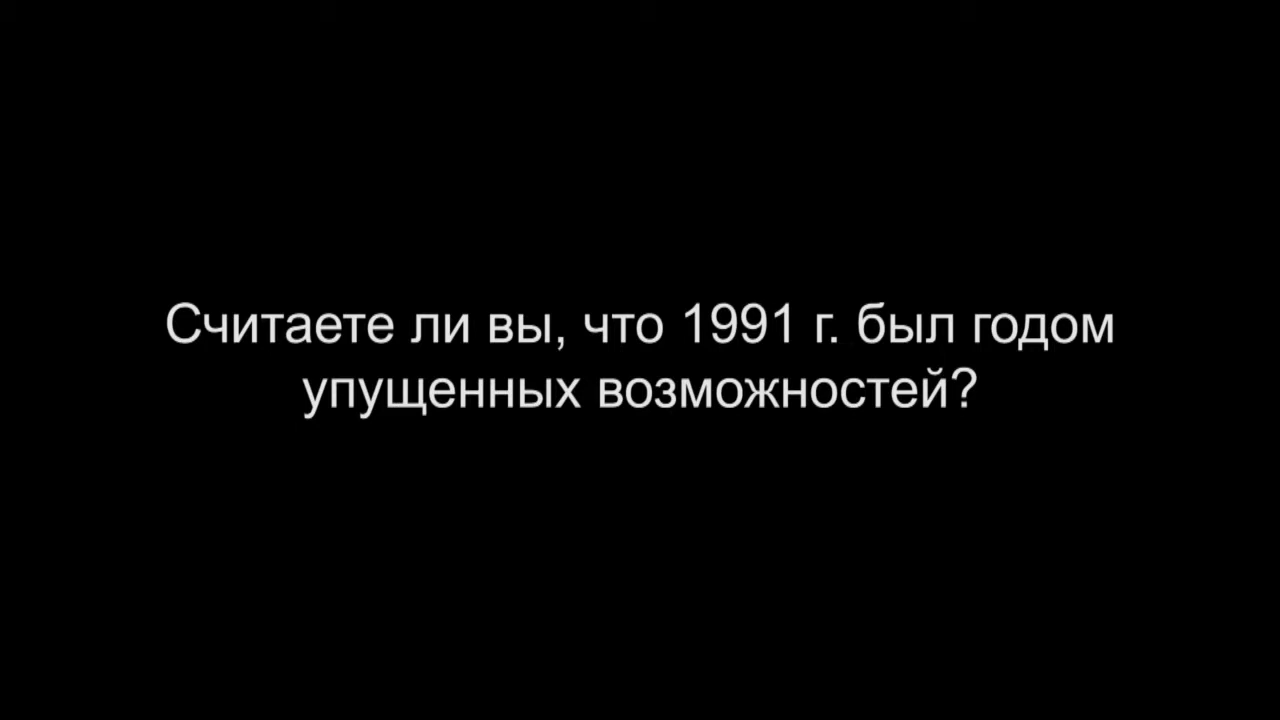 Считаете ли вы, что 1991 г. был годом
упущенных возможностей?